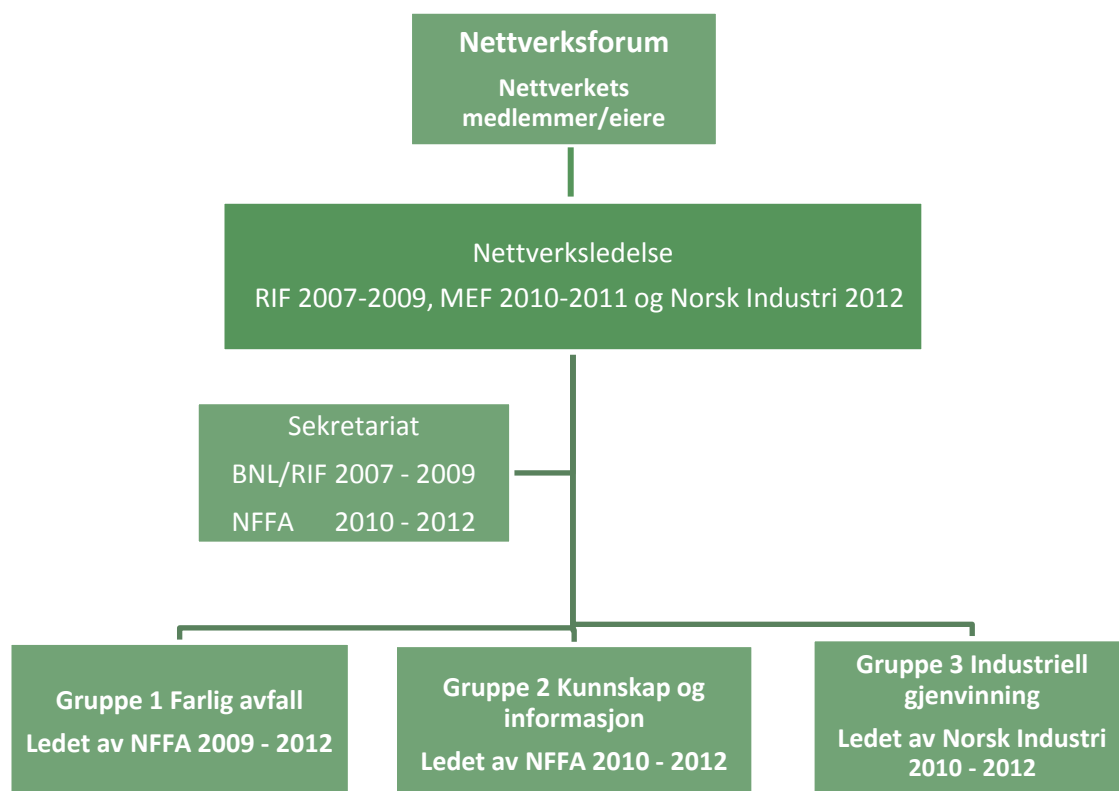 Nettverksforum
Nettverkets
medlemmer/eiere
Nettverksledelse
RIF 2007-2009, MEF 2010-2011 og Norsk Industri 2012
Sekretariat
BNL/RIF 2007 - 2009
NFFA 2010 - 2012
Gruppe 1 Farlig avfall
Ledet av NFFA 2009 - 2012
Gruppe 2 Kunnskap og
informasjon
Ledet av NFFA 2010 - 2012
Gruppe 3 Industriell
gjenvinning
Ledet av Norsk Industri
2010 - 2012